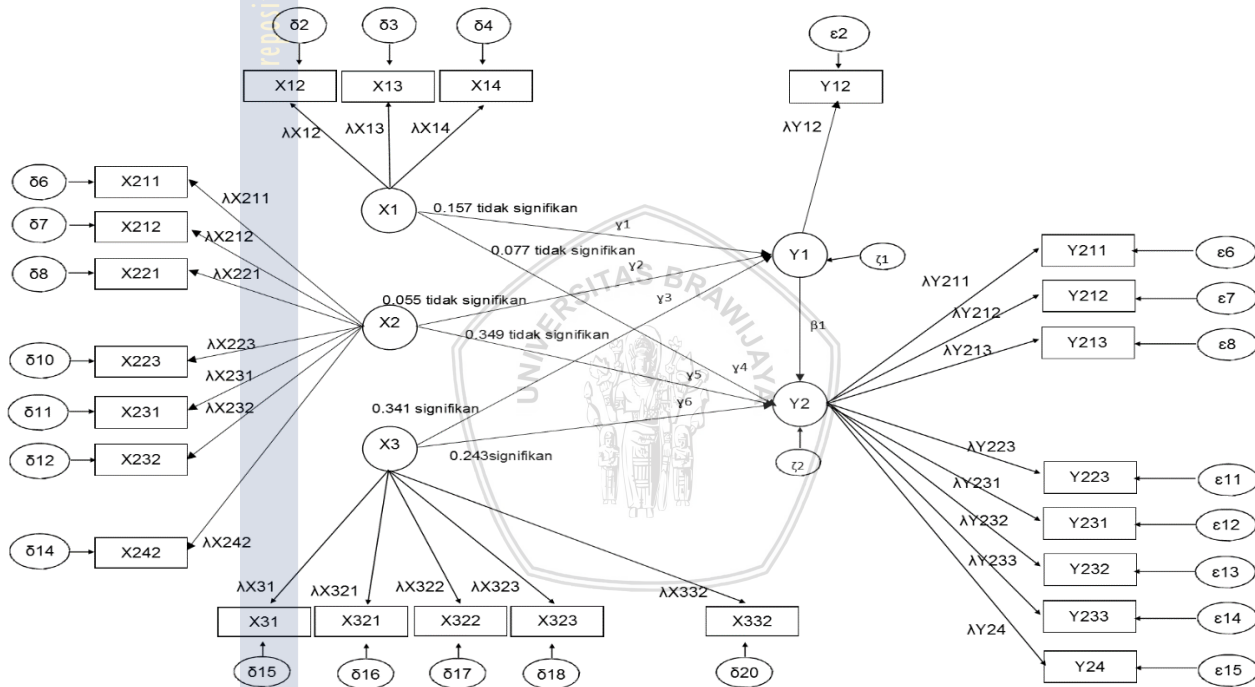 reposi
δ2
δ3
δ4
ε2
X12
X13
X14
Y12
λX12
λX13
λX14
λY12
δ6
X211
λX211
δ7
X212
λX212
δ8
X221
λX221
X1
0.157 tidak signifikan
γ1
0.077 tidak signifikan
γ2
γ3
Y1
ζ1
β1
X2
0.055 tidak signifikan
0.349 tidak signifikan
γ4
γ5
γ6
Y2
ζ2
δ10
X223
λX223
δ11
X231
λX231
δ12
X232
λX232
δ14
X242
λX242
0.341 signifikan
X3
0.243signifikan
UNIVERSITAS BRAWIJAYA
λY211
Y211
ε6
λY212
Y212
ε7
λY213
Y213
ε8
λY223
Y223
ε11
λY231
Y231
ε12
λY232
Y232
ε13
λY233
Y233
ε14
λY24
Y24
ε15
λX31
λX321
λX322
λX323
λX332
X31
X321
X322
X323
X332
δ15
δ16
δ17
δ18
δ20